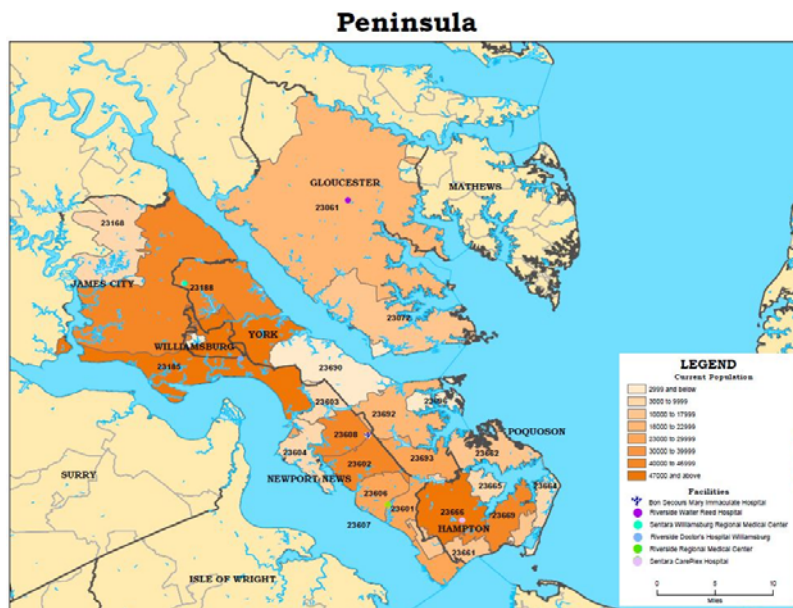 Peninsula
GLOUCESTER
23061
MATHEWS
23168
JAMES CITY
23188
23072
WILLIAMSBURG
YORK
23185
23690
23603
23692
23696
POQUOSON
23608
23604
23602
23693
23662
SURRY
NEWPORT NEWS
23665
23664
23606
23601
23666
23669
HAMPTON
23607
23661
ISLE OF WRIGHT
LEGEND
Current Population
2999 and below
3000 to 9999
10000 to 17999
18000 to 22999
23000 to 29999
30000 to 39999
40000 to 46999
47000 and above
Facilities
Bon Secours Mary Immaculate Hospital
Riverside Walter Reed Hospital
Sentara Williamsburg Regional Medical Center
Riverside Doctor's Hospital Williamsburg
Riverside Regional Medical Center
Sentara CarePlex Hospital
0 5 10
Miles